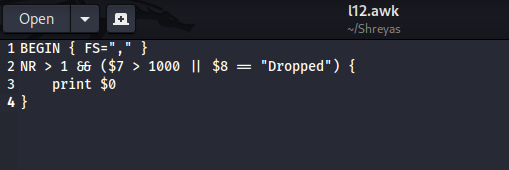 Open
l12.awk
~/Shreyas
1 BEGIN { FS="," }
2 NR > 1 && ($7 > 1000 || $8 == "Dropped") {
3     print $0
4 }